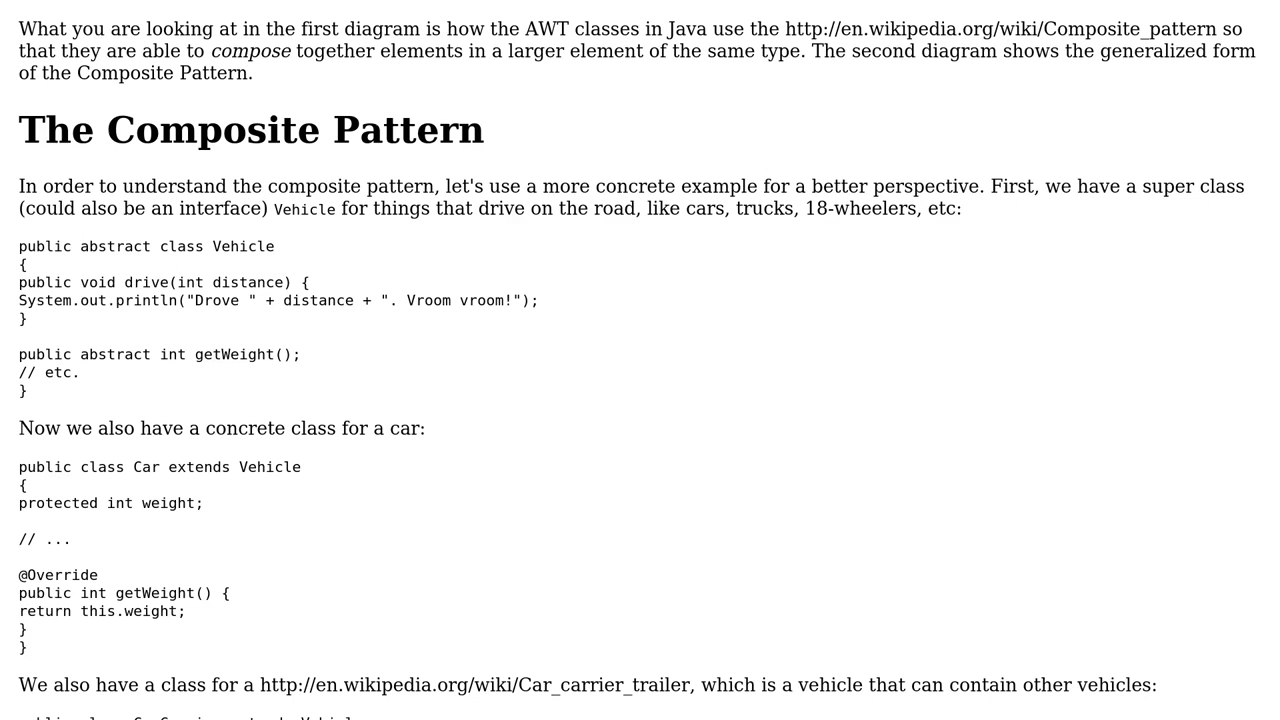 What you are looking at in the first diagram is how the AWT classes in Java use the http://en.wikipedia.org/wiki/Composite_pattern so
that they are able to compose together elements in a larger element of the same type. The second diagram shows the generalized form
of the Composite Pattern.
The Composite Pattern
In order to understand the composite pattern, let's use a more concrete example for a better perspective. First, we have a super class
(could also be an interface) Vehicle for things that drive on the road, like cars, trucks, 18-wheelers, etc:
public abstract class Vehicle
{
public void drive(int distance) {
System.out.println("Drove " + distance + ". Vroom vroom!");
}
public abstract int getWeight();
// etc.
}
Now we also have a concrete class for a car:
public class Car extends Vehicle
{
protected int weight;
// ...
@Override
public int getWeight() {
return this.weight;
}
}
We also have a class for a http://en.wikipedia.org/wiki/Car_carrier_trailer, which is a vehicle that can contain other vehicles: